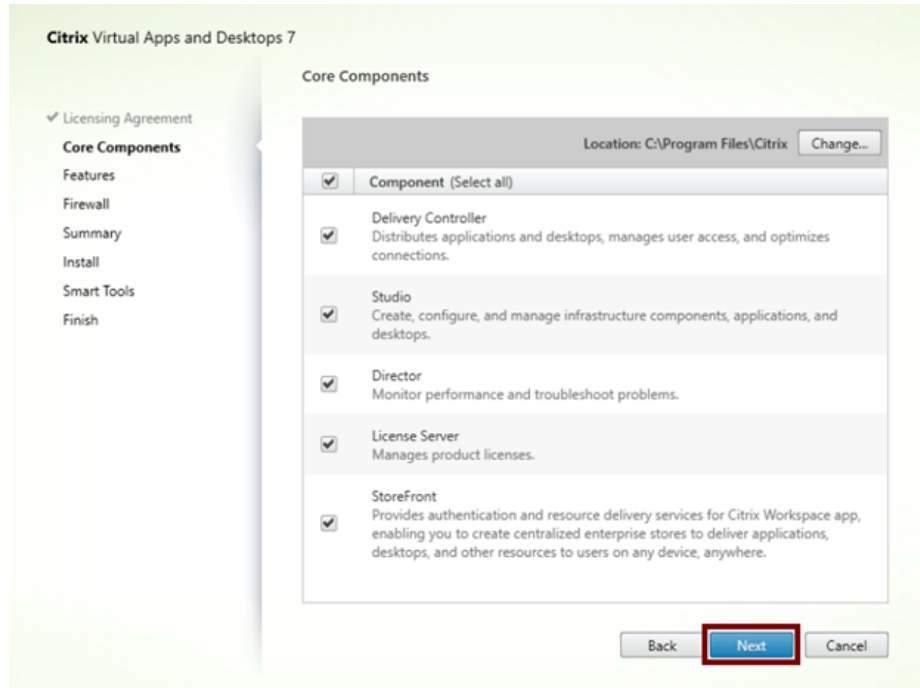 Citrix Virtual Apps and Desktops 7
Core Components
Licensing Agreement
Core Components
Features
Firewall
Summary
Install
Smart Tools
Finish
Location: C:\Program Files\Citrix
Change...
Component (Select all)
Delivery Controller
Distributes applications and desktops, manages user access, and optimizes
connections.
Studio
Create, configure, and manage infrastructure components, applications, and
desktops.
Director
Monitor performance and troubleshoot problems.
License Server
Manages product licenses.
StoreFront
Provides authentication and resource delivery services for Citrix Workspace app,
enabling you to create centralized enterprise stores to deliver applications,
desktops, and other resources to users on any device, anywhere.
Back
Next
Cancel